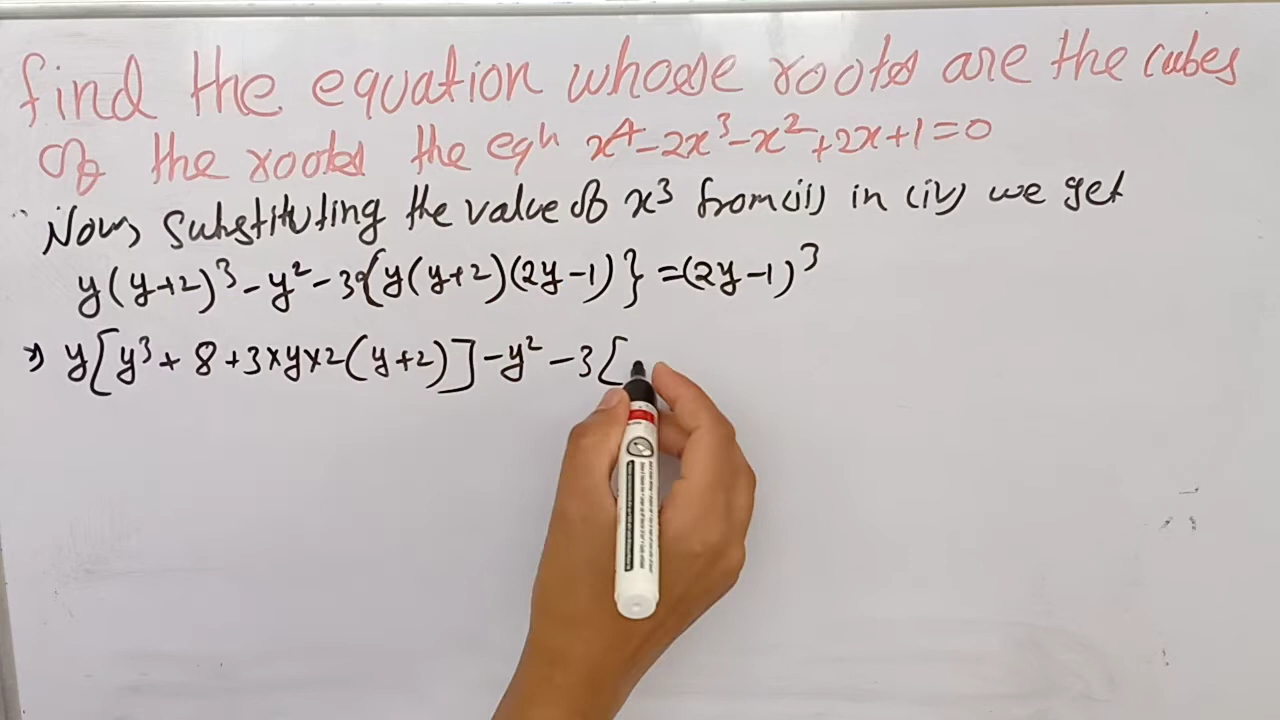 find the equation whose roots are the cubes
Of the roots the eqn x⁴-2x³-x²+2x+1=0
Now, substituting the value of x³ from (ii) in (iv) we get
y(y+2)³-y²-3{y(y+2)(2y-1)}=(2y-1)³
⇒ y[y³+8+3×y×2(y+2)]-y²-3[